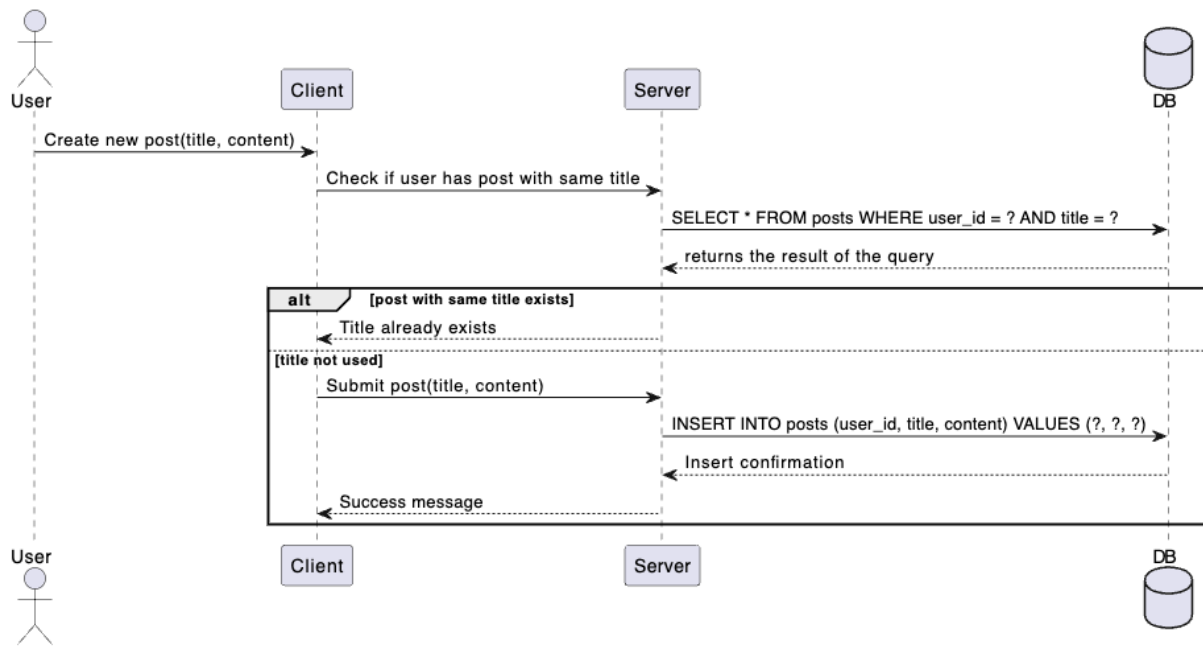 User
Client
Server
DB
Create new post(title, content)
Check if user has post with same title
SELECT * FROM posts WHERE user_id = ? AND title = ?
returns the result of the query
alt [post with same title exists]
Title already exists
[title not used]
Submit post(title, content)
INSERT INTO posts (user_id, title, content) VALUES (?, ?, ?)
Insert confirmation
Success message
User
Client
Server
DB